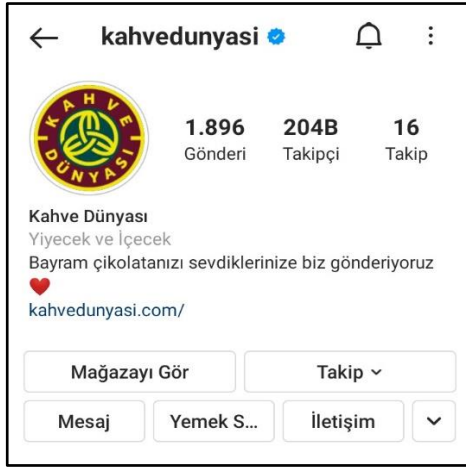 kahvedunyasi
KAHVE DÜNYASI
1.896 204B 16
Gönderi Takipçi Takip
Kahve Dünyası
Yiyecek ve İçecek
Bayram çikolatanızı sevdiklerinize biz gönderiyoruz
❤️
kahvedunyasi.com/
Mağazayı Gör Takip
Mesaj Yemek S... İletişim